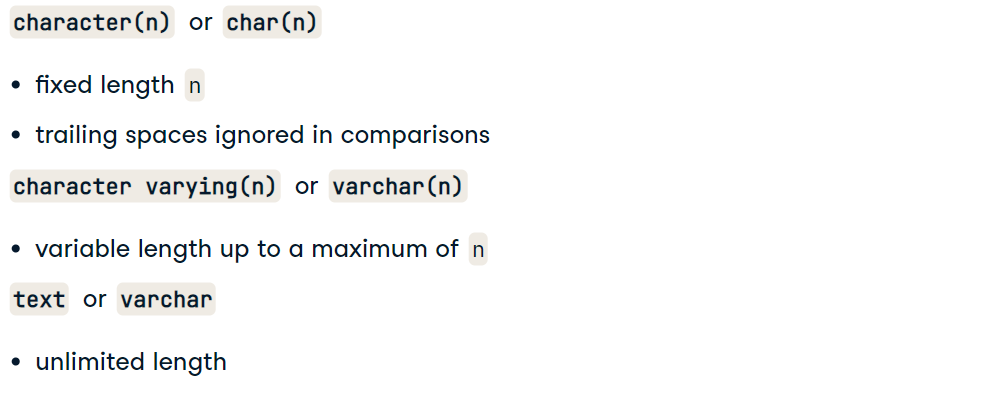 character(n) or char(n)
• fixed length n
• trailing spaces ignored in comparisons
character varying(n) or varchar(n)
• variable length up to a maximum of n
text or varchar
• unlimited length